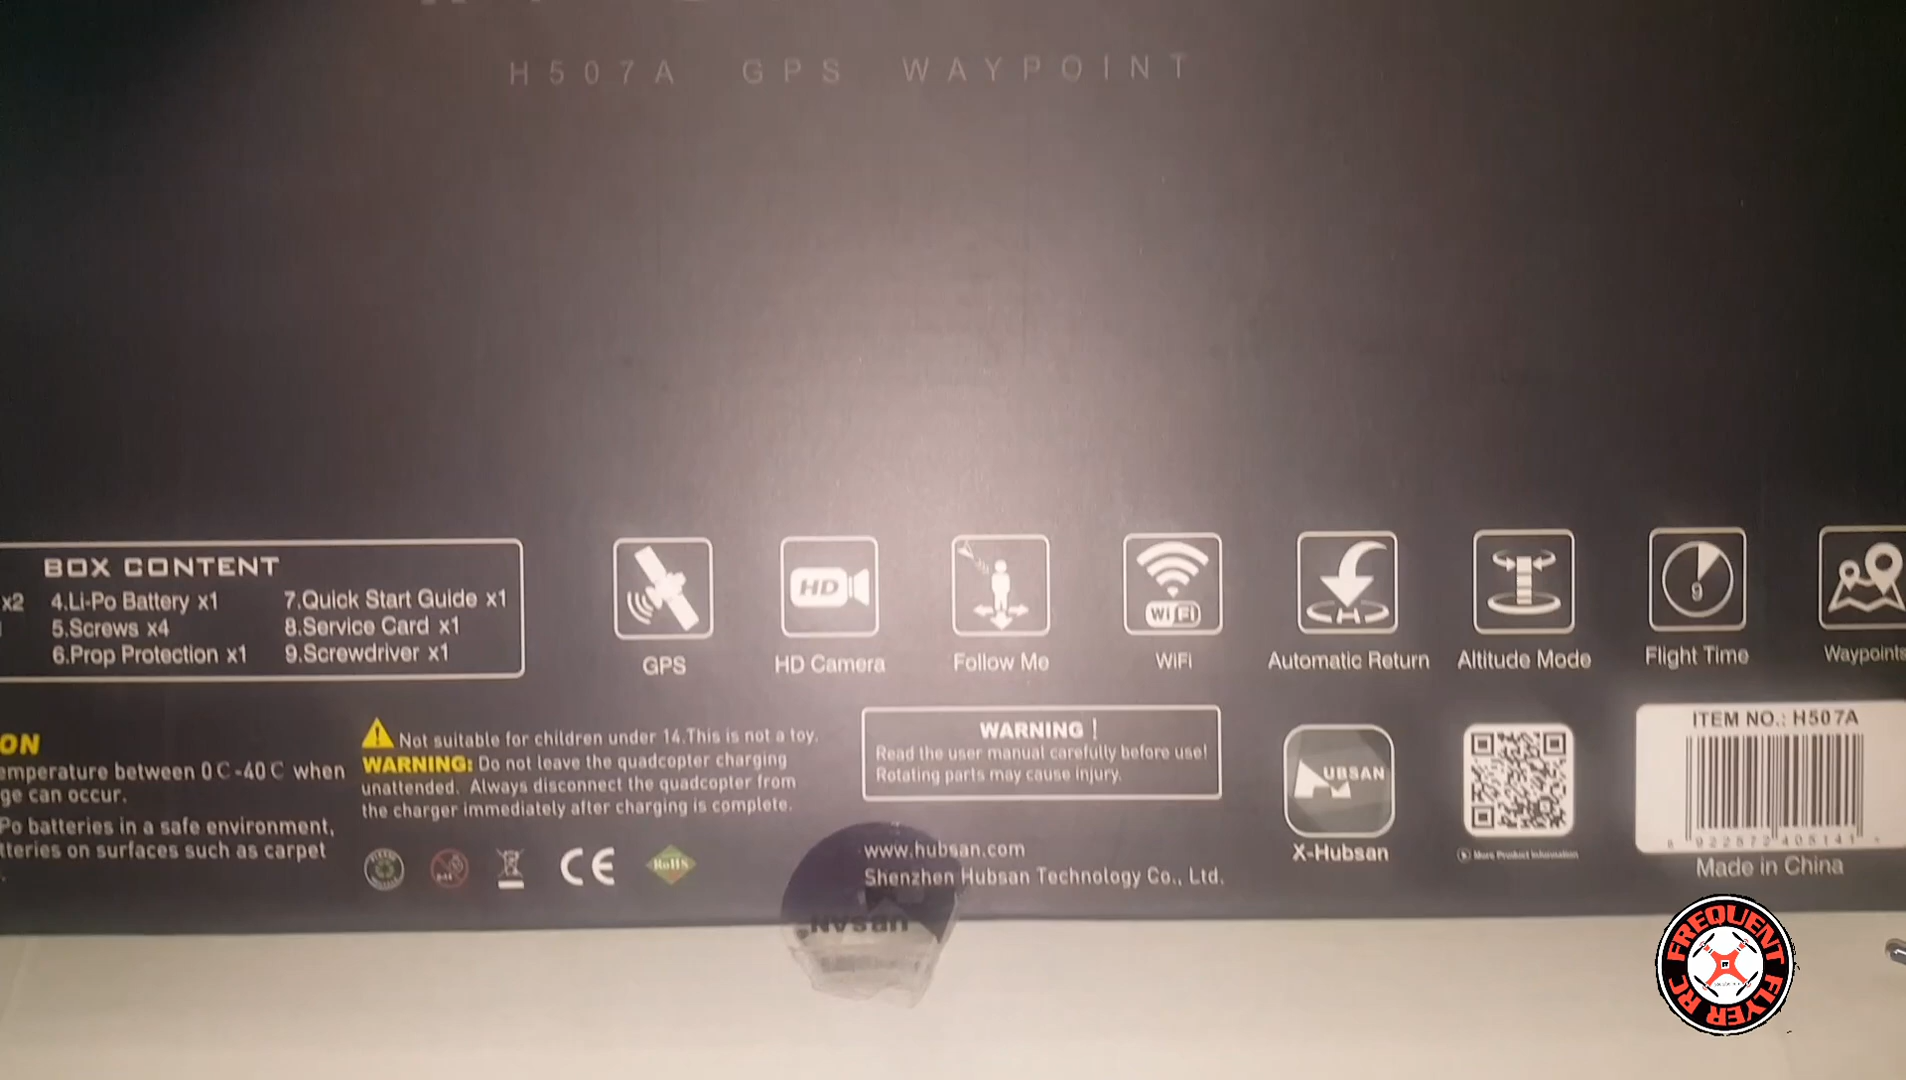 H507A GPS WAYPOINT
BOX CONTENT
x2 4.Li-Po Battery x1 7.Quick Start Guide x1
5.Screws x4 8.Service Card x1
6.Prop Protection x1 9.Screwdriver x1
HD
WiFi
9
GPS
HD Camera
Follow Me
WiFi
Automatic Return
Altitude Mode
Flight Time
Waypoints
ON
emperature between 0℃-40℃ when
ge can occur.
Po batteries in a safe environment,
tteries on surfaces such as carpet
Not suitable for children under 14.This is not a toy.
WARNING: Do not leave the quadcopter charging
unattended. Always disconnect the quadcopter from
the charger immediately after charging is complete.
CE
RoHS
WARNING !
Read the user manual carefully before use!
Rotating parts may cause injury.
www.hubsan.com
Shenzhen Hubsan Technology Co., Ltd.
UBSAN
HUBSAN
X-Hubsan
More Product Information
ITEM NO.: H507A
8 922572 405141
Made in China
FREQUENT FLYER RC